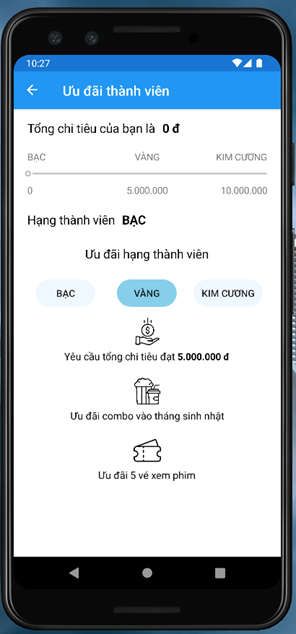 10:27
Ưu đãi thành viên
Tổng chi tiêu của bạn là 0 đ
BẠC VÀNG KIM CƯƠNG
0 5.000.000 10.000.000
Hạng thành viên BẠC
Ưu đãi hạng thành viên
BẠC VÀNG KIM CƯƠNG
Yêu cầu tổng chi tiêu đạt 5.000.000 đ
Ưu đãi combo vào tháng sinh nhật
Ưu đãi 5 vé xem phim